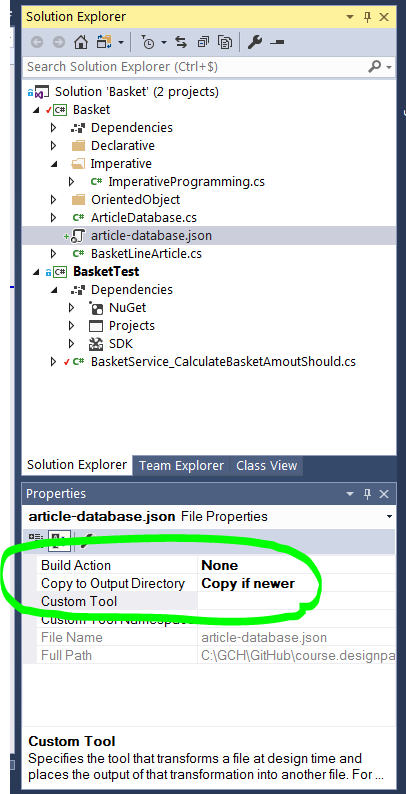 Solution Explorer
Search Solution Explorer (Ctrl+$)
Solution 'Basket' (2 projects)
C# Basket
Dependencies
Declarative
Imperative
C# ImperativeProgramming.cs
OrientedObject
C# ArticleDatabase.cs
article-database.json
C# BasketLineArticle.cs
C# BasketTest
Dependencies
NuGet
Projects
SDK
C# BasketService_CalculateBasketAmoutShould.cs
Solution Explorer Team Explorer Class View
Properties
article-database.json File Properties
Build Action None
Copy to Output Directory Copy if newer
Custom Tool
Custom Tool Namespace
File Name article-database.json
Full Path C:\GCH\GitHub\course.designpa
Custom Tool
Specifies the tool that transforms a file at design time and
places the output of that transformation into another file. For ...